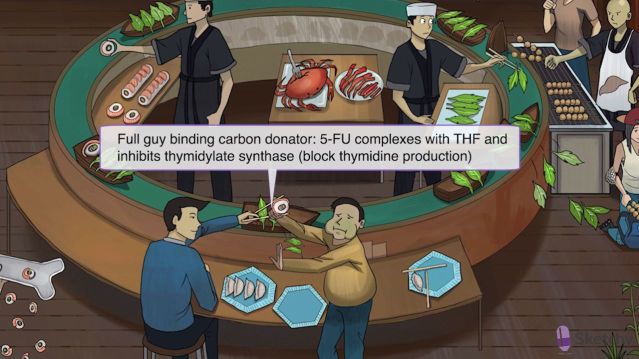 Full guy binding carbon donator: 5-FU complexes with THF and
inhibits thymidylate synthase (block thymidine production)